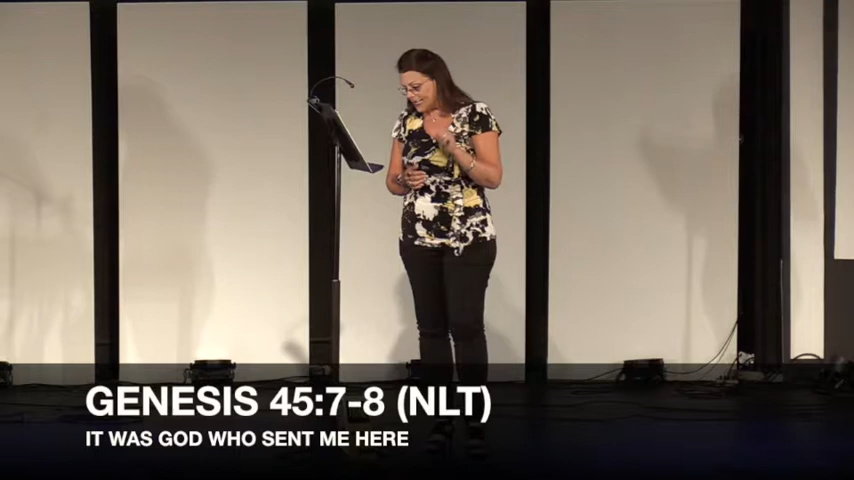 GENESIS 45:7-8 (NLT)
IT WAS GOD WHO SENT ME HERE